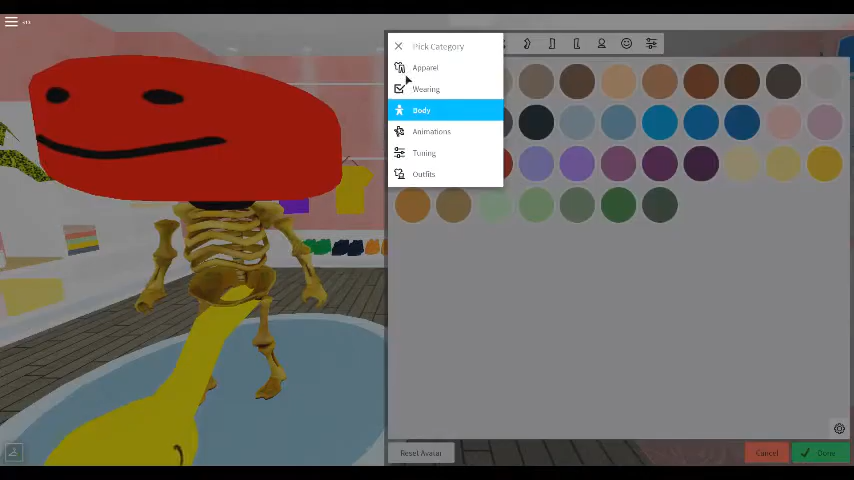 Pick Category
Apparel
Wearing
Body
Animations
Tuning
Outfits
Reset Avatar
Cancel
Done